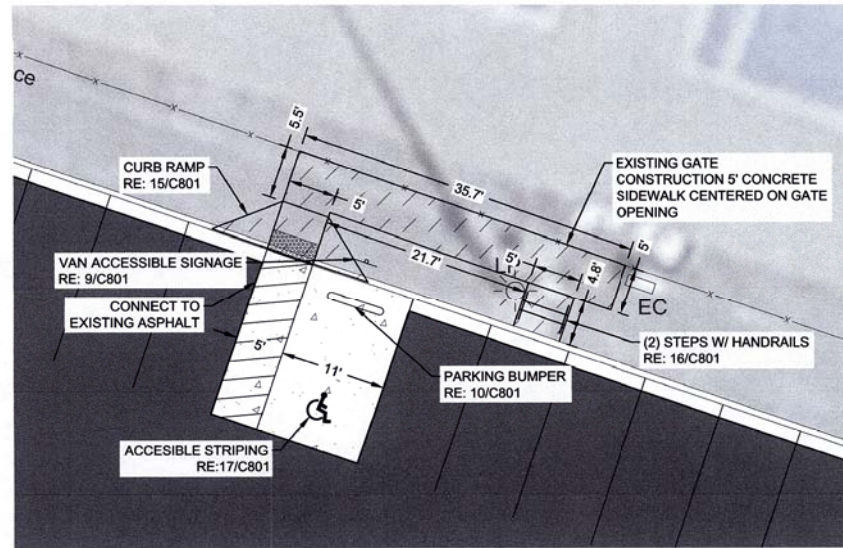 ce
5.5'
CURB RAMP
RE: 15/C801
35.7'
EXISTING GATE
CONSTRUCTION 5' CONCRETE
SIDEWALK CENTERED ON GATE
OPENING
5'
5'
21.7'
5'
4.8'
VAN ACCESSIBLE SIGNAGE
RE: 9/C801
CONNECT TO
EXISTING ASPHALT
EC
(2) STEPS W/ HANDRAILS
RE: 16/C801
5'
11'
PARKING BUMPER
RE: 10/C801
ACCESIBLE STRIPING
RE:17/C801